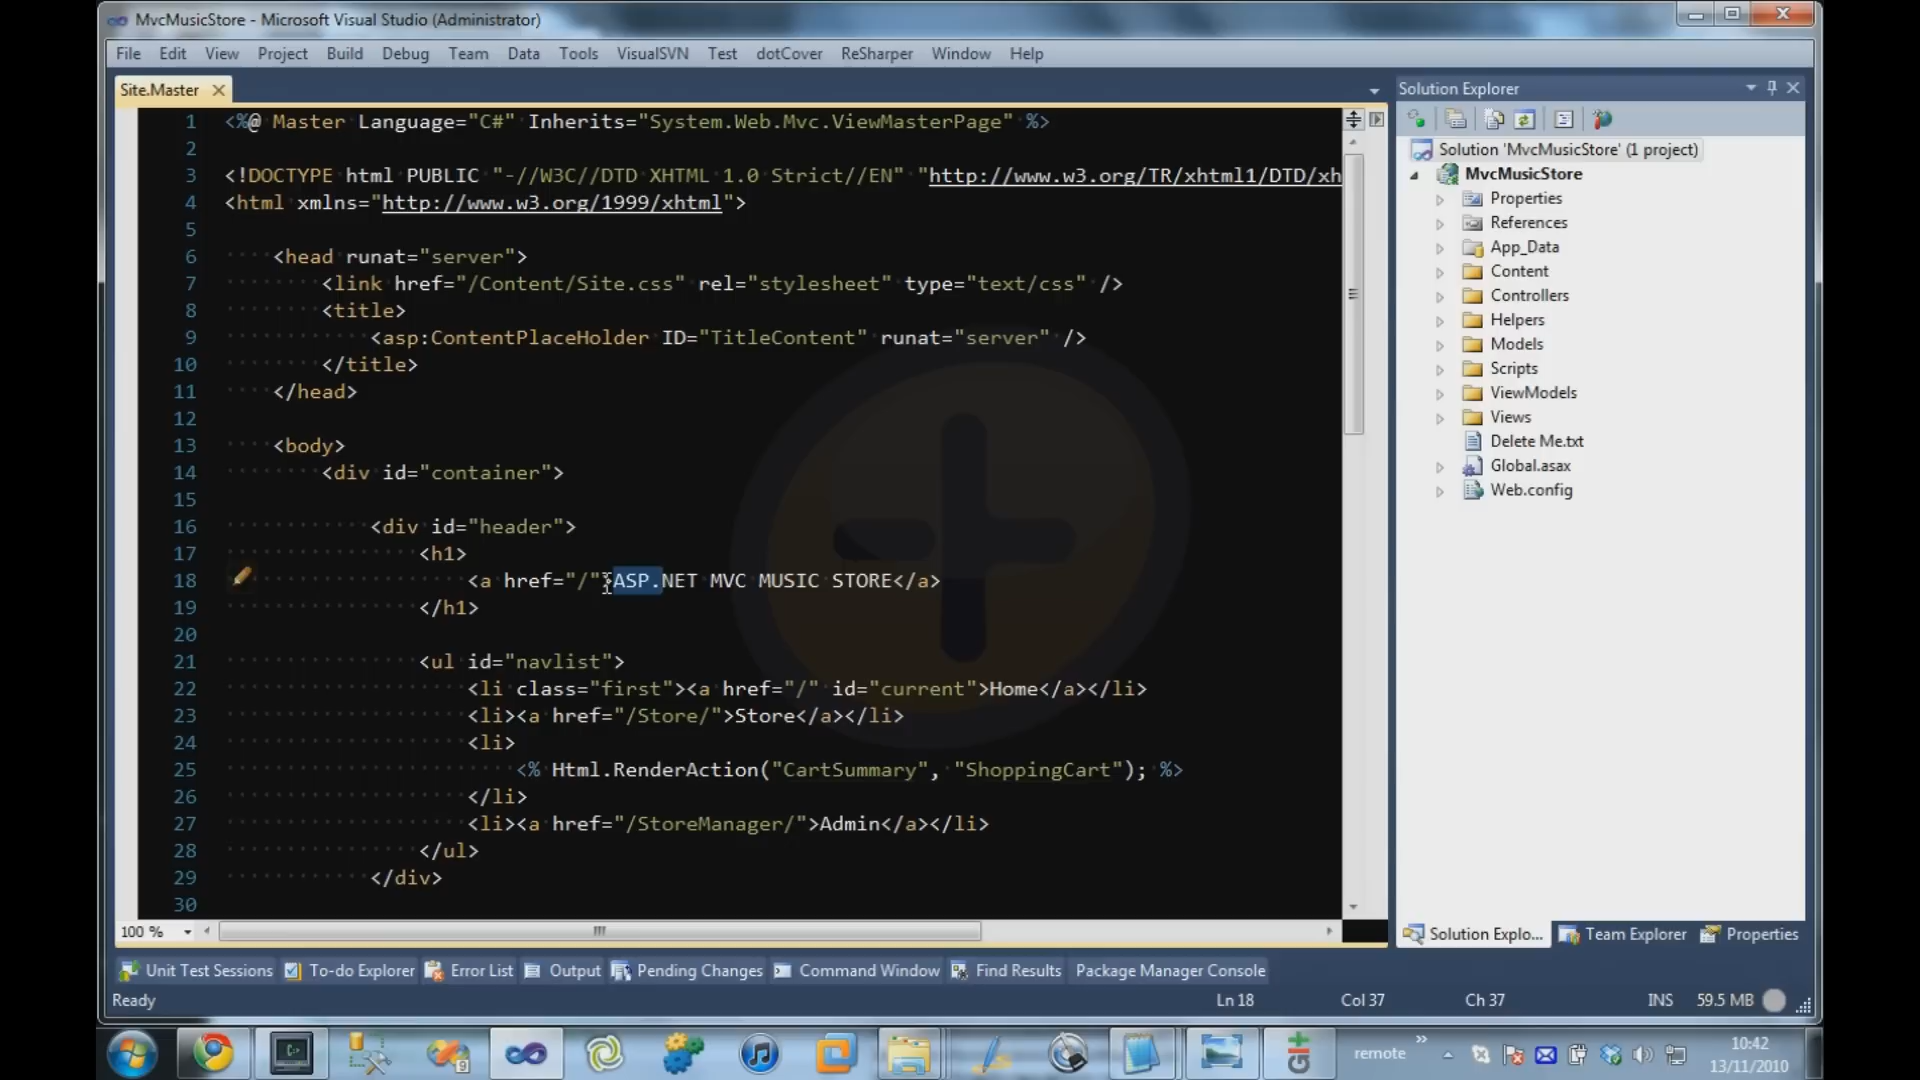 MvcMusicStore - Microsoft Visual Studio (Administrator)
File Edit View Project Build Debug Team Data Tools VisualSVN Test dotCover ReSharper Window Help
Site.Master
1 <%@ Master Language="C#" Inherits="System.Web.Mvc.ViewMasterPage" %>
2
3 <!DOCTYPE html PUBLIC "-//W3C//DTD XHTML 1.0 Strict//EN" "http://www.w3.org/TR/xhtml1/DTD/xh
4 <html xmlns="http://www.w3.org/1999/xhtml">
5
6 <head runat="server">
7 <link href="/Content/Site.css" rel="stylesheet" type="text/css" />
8 <title>
9 <asp:ContentPlaceHolder ID="TitleContent" runat="server" />
10 </title>
11 </head>
12
13 <body>
14 <div id="container">
15
16 <div id="header">
17 <h1>
18 <a href="/">ASP.NET MVC MUSIC STORE</a>
19 </h1>
20
21 <ul id="navlist">
22 <li class="first"><a href="/" id="current">Home</a></li>
23 <li><a href="/Store/">Store</a></li>
24 <li>
25 <% Html.RenderAction("CartSummary", "ShoppingCart"); %>
26 </li>
27 <li><a href="/StoreManager/">Admin</a></li>
28 </ul>
29 </div>
30
100 %
Solution Explorer
Solution 'MvcMusicStore' (1 project)
MvcMusicStore
Properties
References
App_Data
Content
Controllers
Helpers
Models
Scripts
ViewModels
Views
Delete Me.txt
Global.asax
Web.config
Solution Explo... Team Explorer Properties
Unit Test Sessions To-do Explorer Error List Output Pending Changes Command Window Find Results Package Manager Console
Ready Ln 18 Col 37 Ch 37 INS 59.5 MB
remote
10:42
13/11/2010